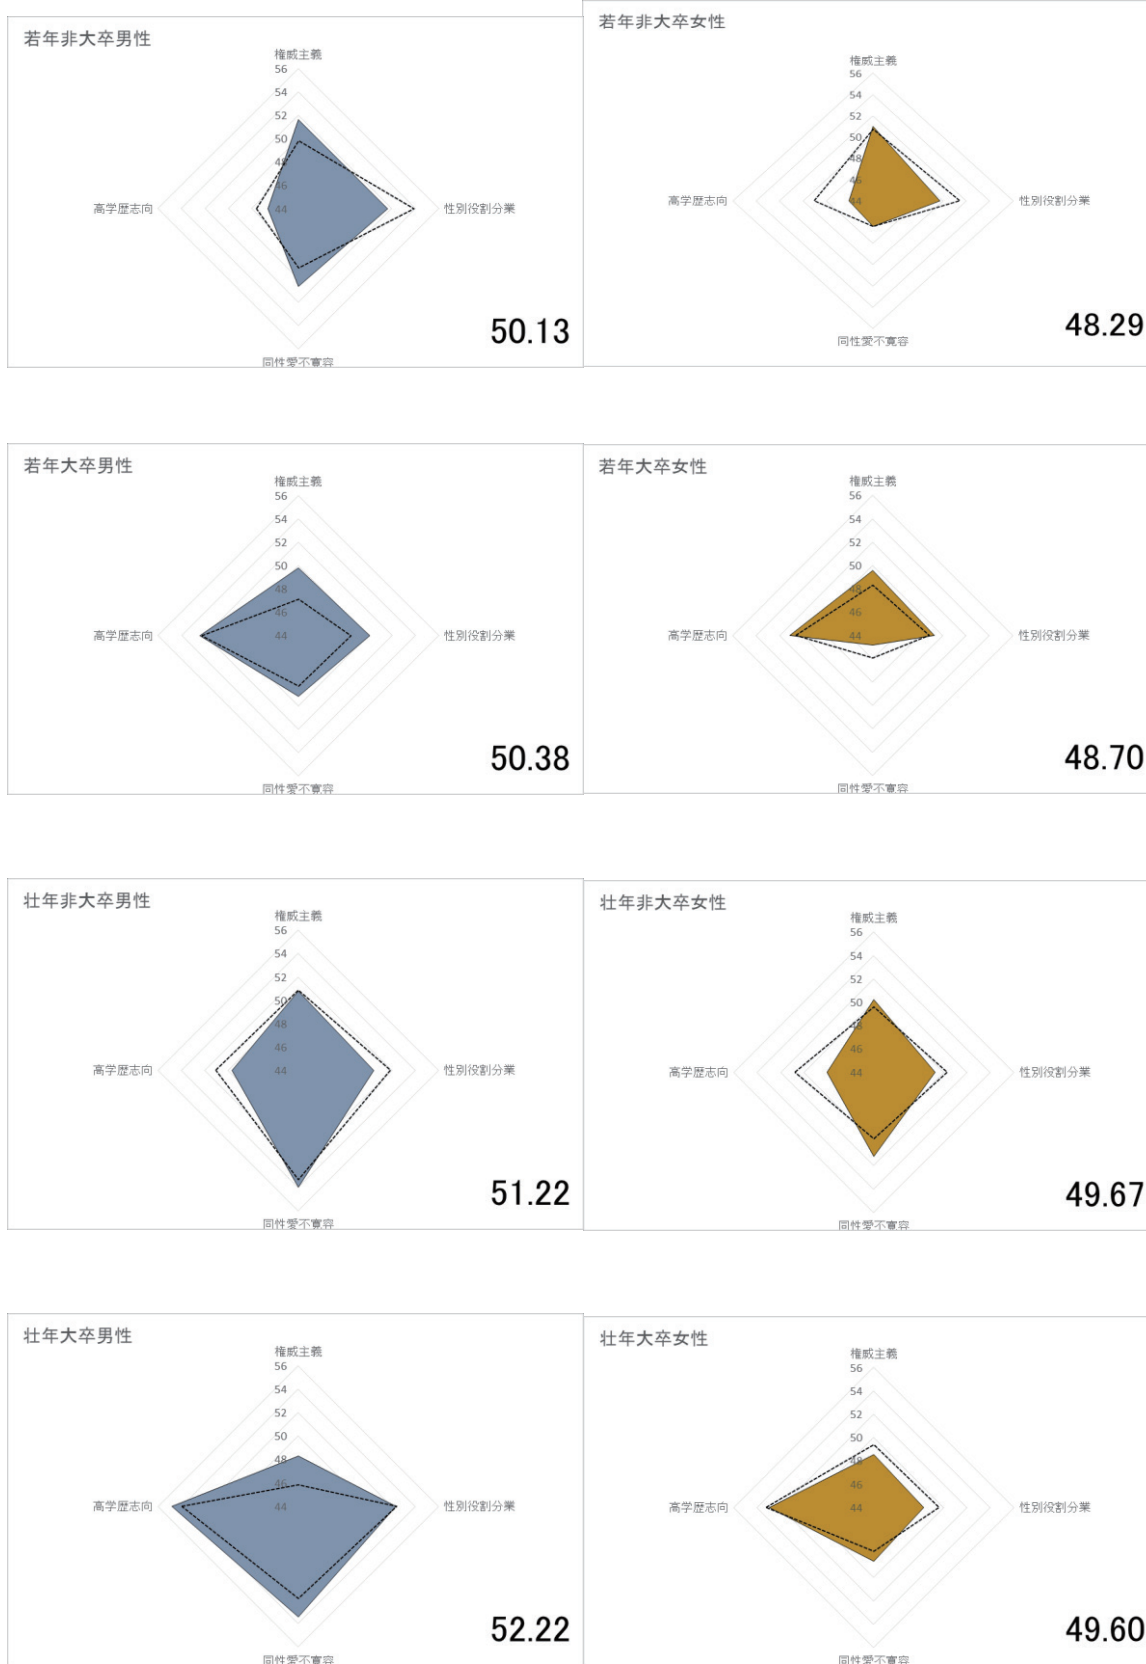 若年非大卒男性
権威主義
56
54
52
50
48
46
44
高学歴志向
性別役割分業
同性愛不寛容
50.13
若年非大卒女性
権威主義
56
54
52
50
48
46
44
高学歴志向
性別役割分業
同性愛不寛容
48.29
若年大卒男性
権威主義
56
54
52
50
48
46
44
高学歴志向
性別役割分業
同性愛不寛容
50.38
若年大卒女性
権威主義
56
54
52
50
48
46
44
高学歴志向
性別役割分業
同性愛不寛容
48.70
壮年非大卒男性
権威主義
56
54
52
50
48
46
44
高学歴志向
性別役割分業
同性愛不寛容
51.22
壮年非大卒女性
権威主義
56
54
52
50
48
46
44
高学歴志向
性別役割分業
同性愛不寛容
49.67
壮年大卒男性
権威主義
56
54
52
50
48
46
44
高学歴志向
性別役割分業
同性愛不寛容
52.22
壮年大卒女性
権威主義
56
54
52
50
48
46
44
高学歴志向
性別役割分業
同性愛不寛容
49.60